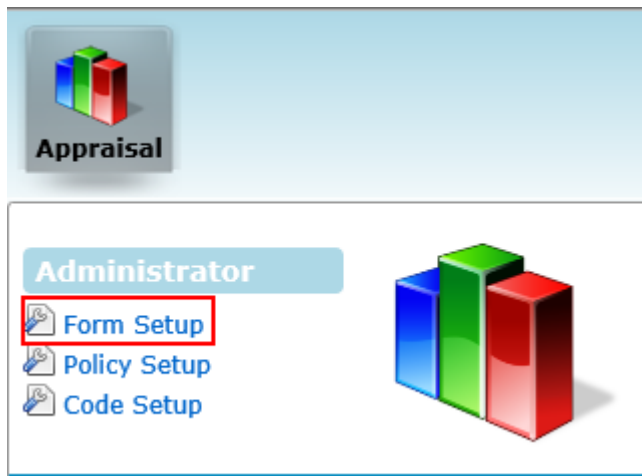 Appraisal
Administrator
Form Setup
Policy Setup
Code Setup